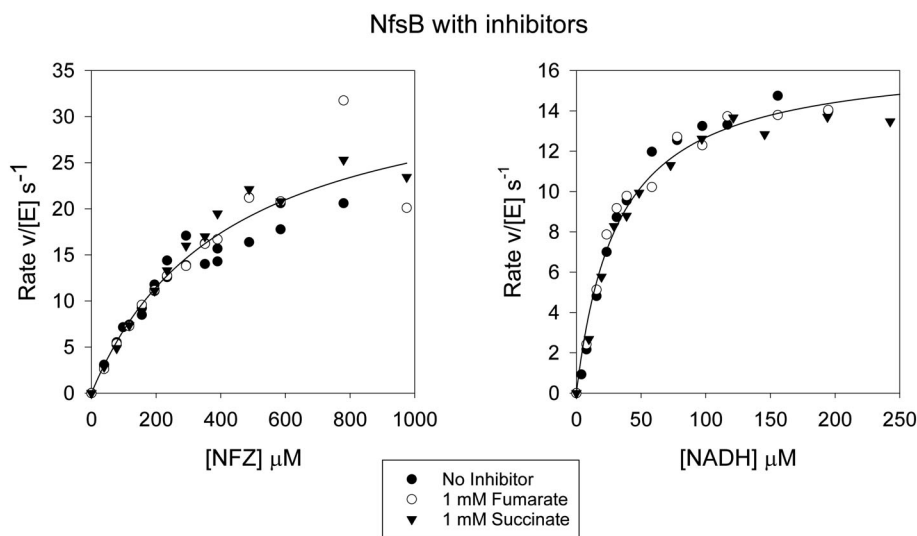 NfsB with inhibitors
Rate v/[E] s⁻¹
35
30
25
20
15
10
5
0
0 200 400 600 800 1000
[NFZ] μM
Rate v/[E] s⁻¹
16
14
12
10
8
6
4
2
0
0 50 100 150 200 250
[NADH] μM
No Inhibitor
1 mM Fumarate
1 mM Succinate